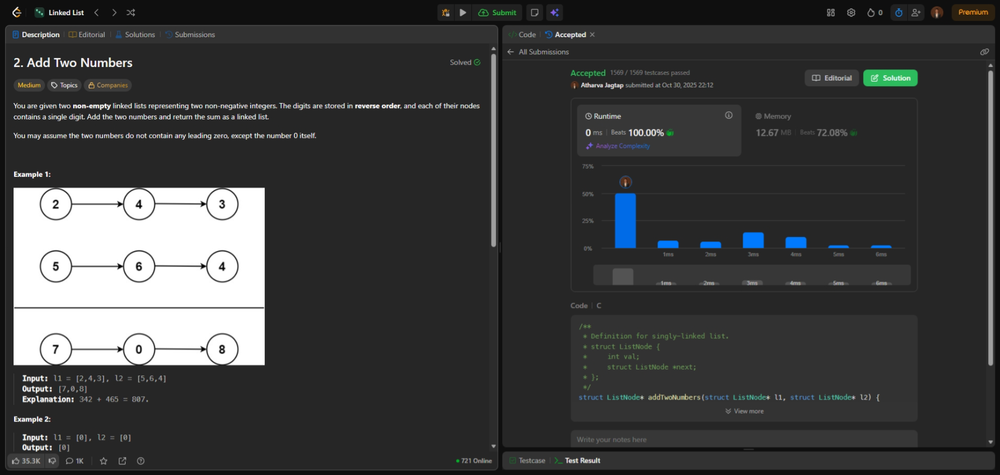 Linked List
Submit
0
Premium
Description
Editorial
Solutions
Submissions
2. Add Two Numbers
Solved
Medium
Topics
Companies
You are given two non-empty linked lists representing two non-negative integers. The digits are stored in reverse order, and each of their nodes
contains a single digit. Add the two numbers and return the sum as a linked list.
You may assume the two numbers do not contain any leading zero, except the number 0 itself.
Example 1:
2 4 3
5 6 4
7 0 8
Input: l1 = [2,4,3], l2 = [5,6,4]
Output: [7,0,8]
Explanation: 342 + 465 = 807.
Example 2:
Input: l1 = [0], l2 = [0]
Output: [0]
35.3K
1K
721 Online
Code
Accepted
All Submissions
Accepted 1569 / 1569 testcases passed
Atharva Jagtap submitted at Oct 30, 2025 22:12
Editorial
Solution
Runtime
0 ms Beats 100.00%
Analyze Complexity
Memory
12.67 MB Beats 72.08%
75%
50%
25%
0%
1ms 2ms 3ms 4ms 5ms 6ms
1ms 2ms 3ms 4ms 5ms 6ms
Code C
/**
* Definition for singly-linked list.
* struct ListNode {
*     int val;
*     struct ListNode *next;
* };
*/
struct ListNode* addTwoNumbers(struct ListNode* l1, struct ListNode* l2) {
View more
Write your notes here
Testcase
Test Result